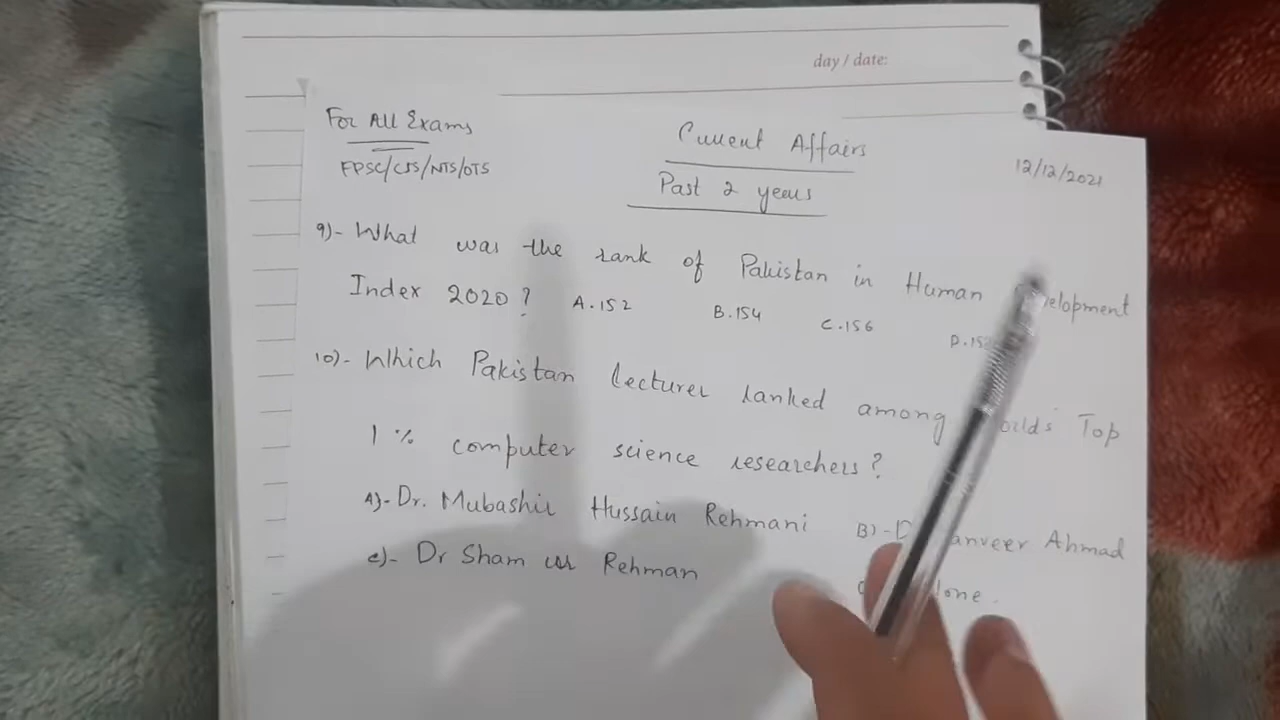 day / date:
For All Exams
FPSC/CSS/NTS/OTS
Current Affairs
Past 2 years
12/12/2021
9)- What was the rank of Pakistan in Human
Index 2020? A.152 B.154 C.156
10)- Which Pakistan lecturer ranked among Top
1 % computer science researchers?
A)- Dr. Mubashir Hussain Rehmani B)- Ahmad
c)- Dr Sham ur Rehman